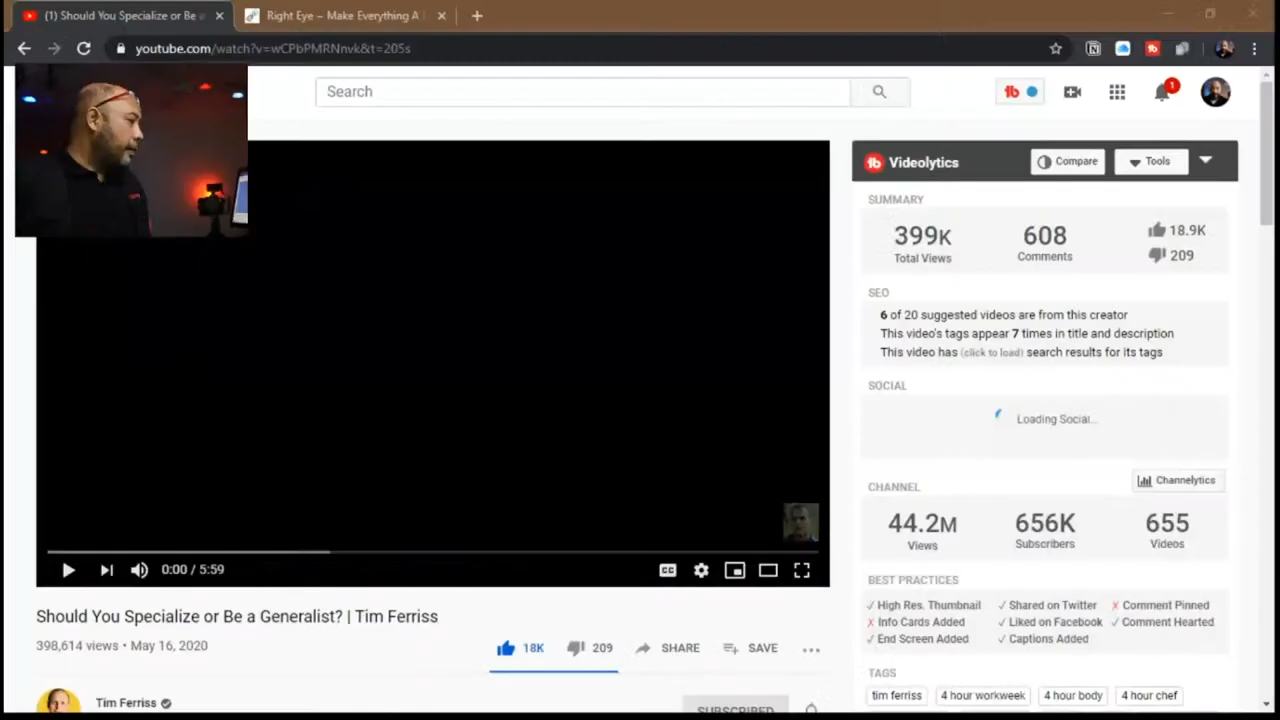 (1) Should You Specialize or Be a
Right Eye – Make Everything A
youtube.com/watch?v=wCPbPMRNnvk&t=205s
Search
1
Videolytics
Compare
Tools
SUMMARY
399K
Total Views
608
Comments
18.9K
209
SEO
6 of 20 suggested videos are from this creator
This video's tags appear 7 times in title and description
This video has (click to load) search results for its tags
SOCIAL
Loading Social...
CHANNEL
Channelytics
44.2M
Views
656K
Subscribers
655
Videos
BEST PRACTICES
✓ High Res. Thumbnail
✓ Shared on Twitter
✗ Comment Pinned
✗ Info Cards Added
✓ Liked on Facebook
✓ Comment Hearted
✓ End Screen Added
✓ Captions Added
TAGS
tim ferriss
4 hour workweek
4 hour body
4 hour chef
0:00 / 5:59
CC
Should You Specialize or Be a Generalist? | Tim Ferriss
398,614 views • May 16, 2020
18K
209
SHARE
SAVE
Tim Ferriss
SUBSCRIBED